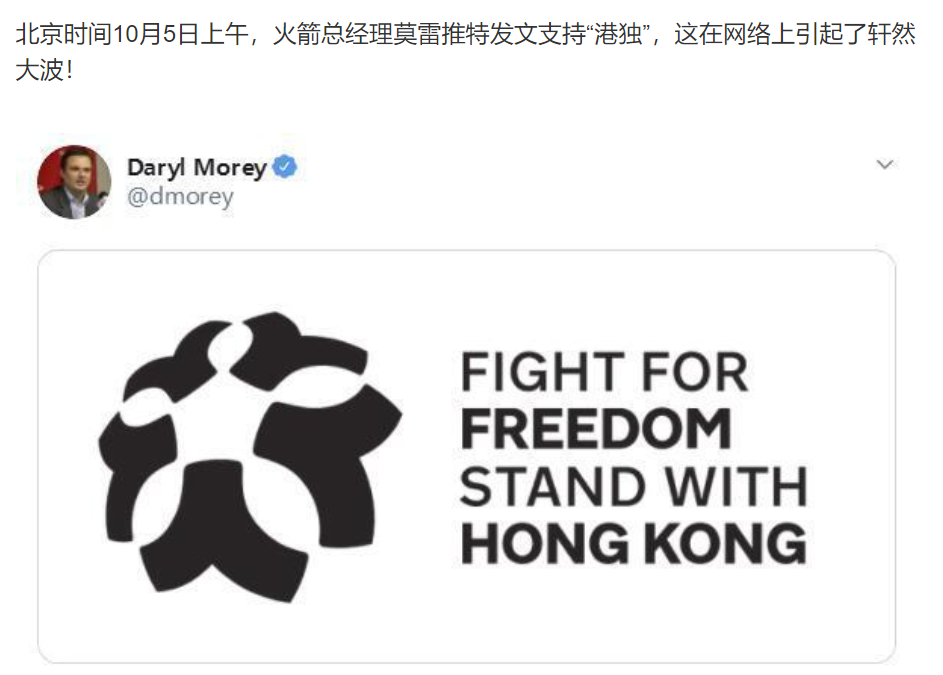 北京时间10月5日上午，火箭总经理莫雷推特发文支持“港独”，这在网络上引起了轩然
大波！
Daryl Morey
@dmorey
FIGHT FOR
FREEDOM
STAND WITH
HONG KONG